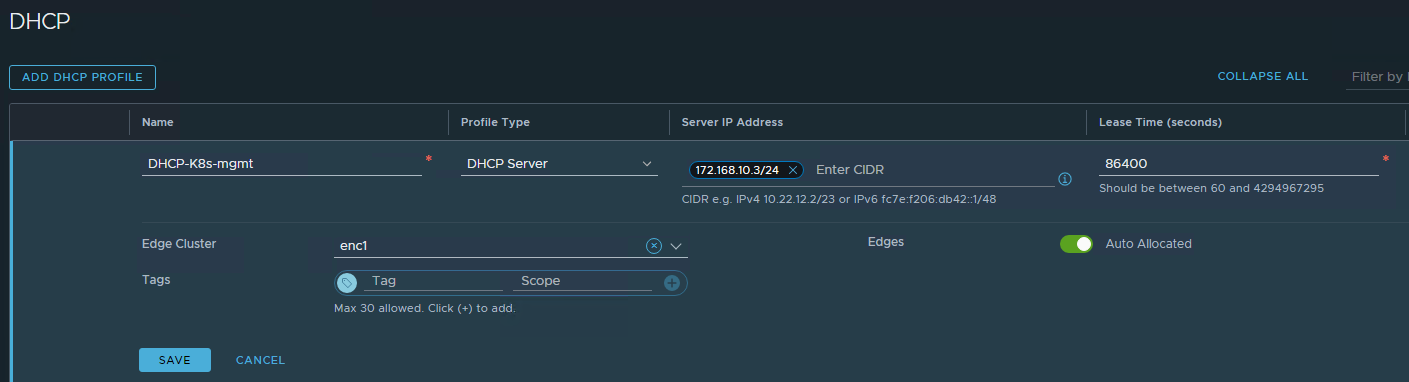 DHCP
ADD DHCP PROFILE
COLLAPSE ALL
Filter by
Name
Profile Type
Server IP Address
Lease Time (seconds)
DHCP-K8s-mgmt *
DHCP Server
172.168.10.3/24 Enter CIDR
86400 *
CIDR e.g. IPv4 10.22.12.2/23 or IPv6 fc7e:f206:db42::1/48
Should be between 60 and 4294967295
Edge Cluster
enc1
Edges
Auto Allocated
Tags
Tag
Scope
Max 30 allowed. Click (+) to add.
SAVE
CANCEL